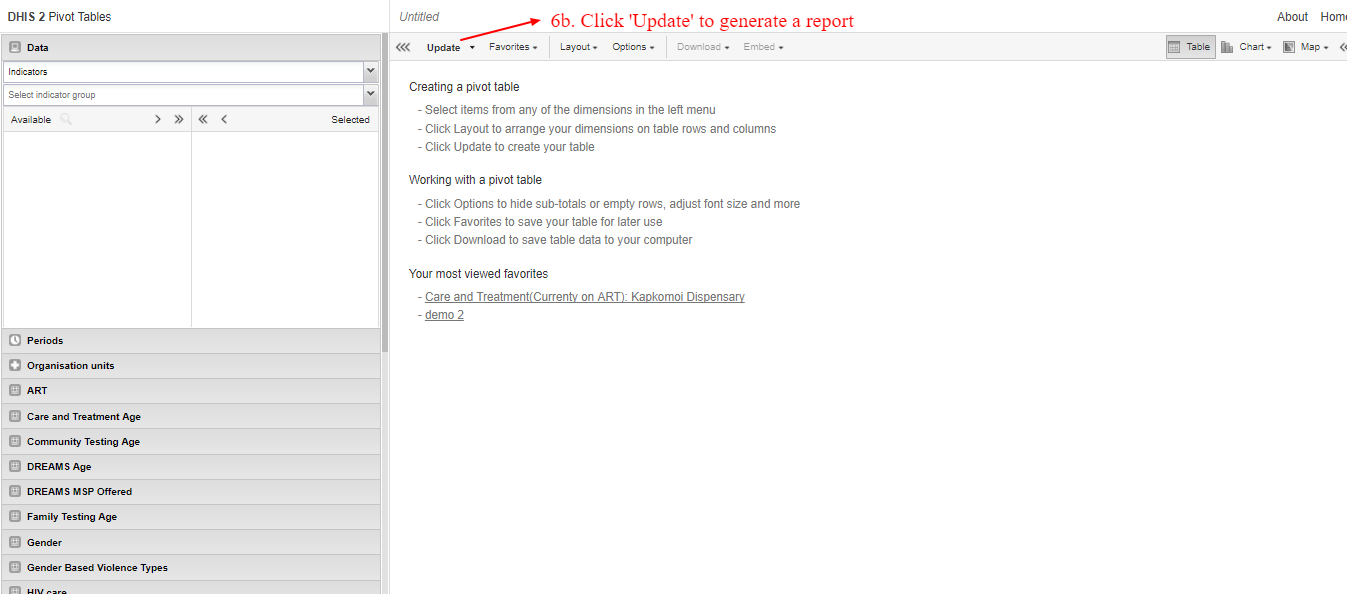 DHIS 2 Pivot Tables
Untitled
6b. Click 'Update' to generate a report
About Home
Data
Update Favorites Layout Options Download Embed Table Chart Map
Indicators
Select indicator group
Available Selected
Creating a pivot table
- Select items from any of the dimensions in the left menu
- Click Layout to arrange your dimensions on table rows and columns
- Click Update to create your table
Working with a pivot table
- Click Options to hide sub-totals or empty rows, adjust font size and more
- Click Favorites to save your table for later use
- Click Download to save table data to your computer
Your most viewed favorites
- Care and Treatment(Currenty on ART): Kapkomoi Dispensary
- demo 2
Periods
Organisation units
ART
Care and Treatment Age
Community Testing Age
DREAMS Age
DREAMS MSP Offered
Family Testing Age
Gender
Gender Based Violence Types
HIV care